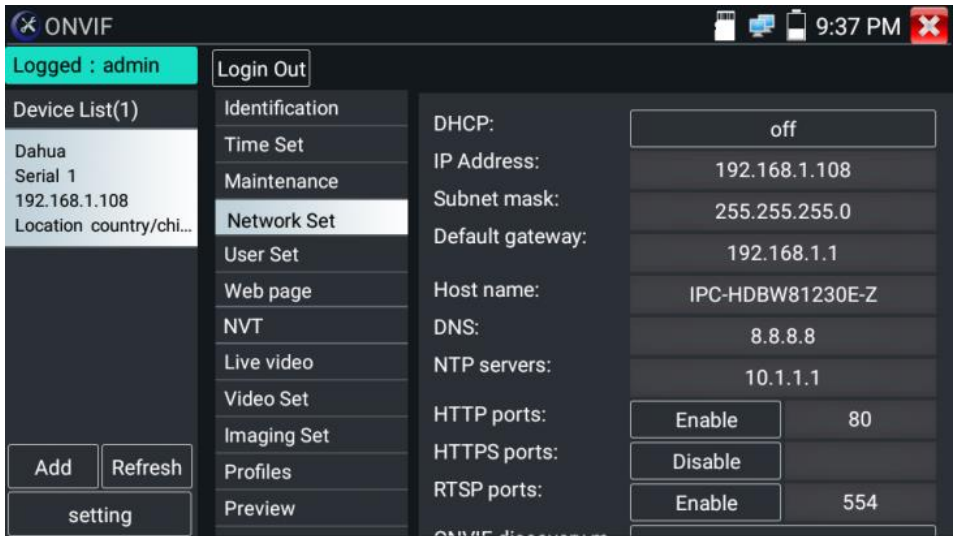 ONVIF
9:37 PM
Logged : admin
Login Out
Device List(1)
Dahua
Serial 1
192.168.1.108
Location country/chi...
Add
Refresh
setting
Identification
Time Set
Maintenance
Network Set
User Set
Web page
NVT
Live video
Video Set
Imaging Set
Profiles
Preview
DHCP: off
IP Address: 192.168.1.108
Subnet mask: 255.255.255.0
Default gateway: 192.168.1.1
Host name: IPC-HDBW81230E-Z
DNS: 8.8.8.8
NTP servers: 10.1.1.1
HTTP ports: Enable 80
HTTPS ports: Disable
RTSP ports: Enable 554